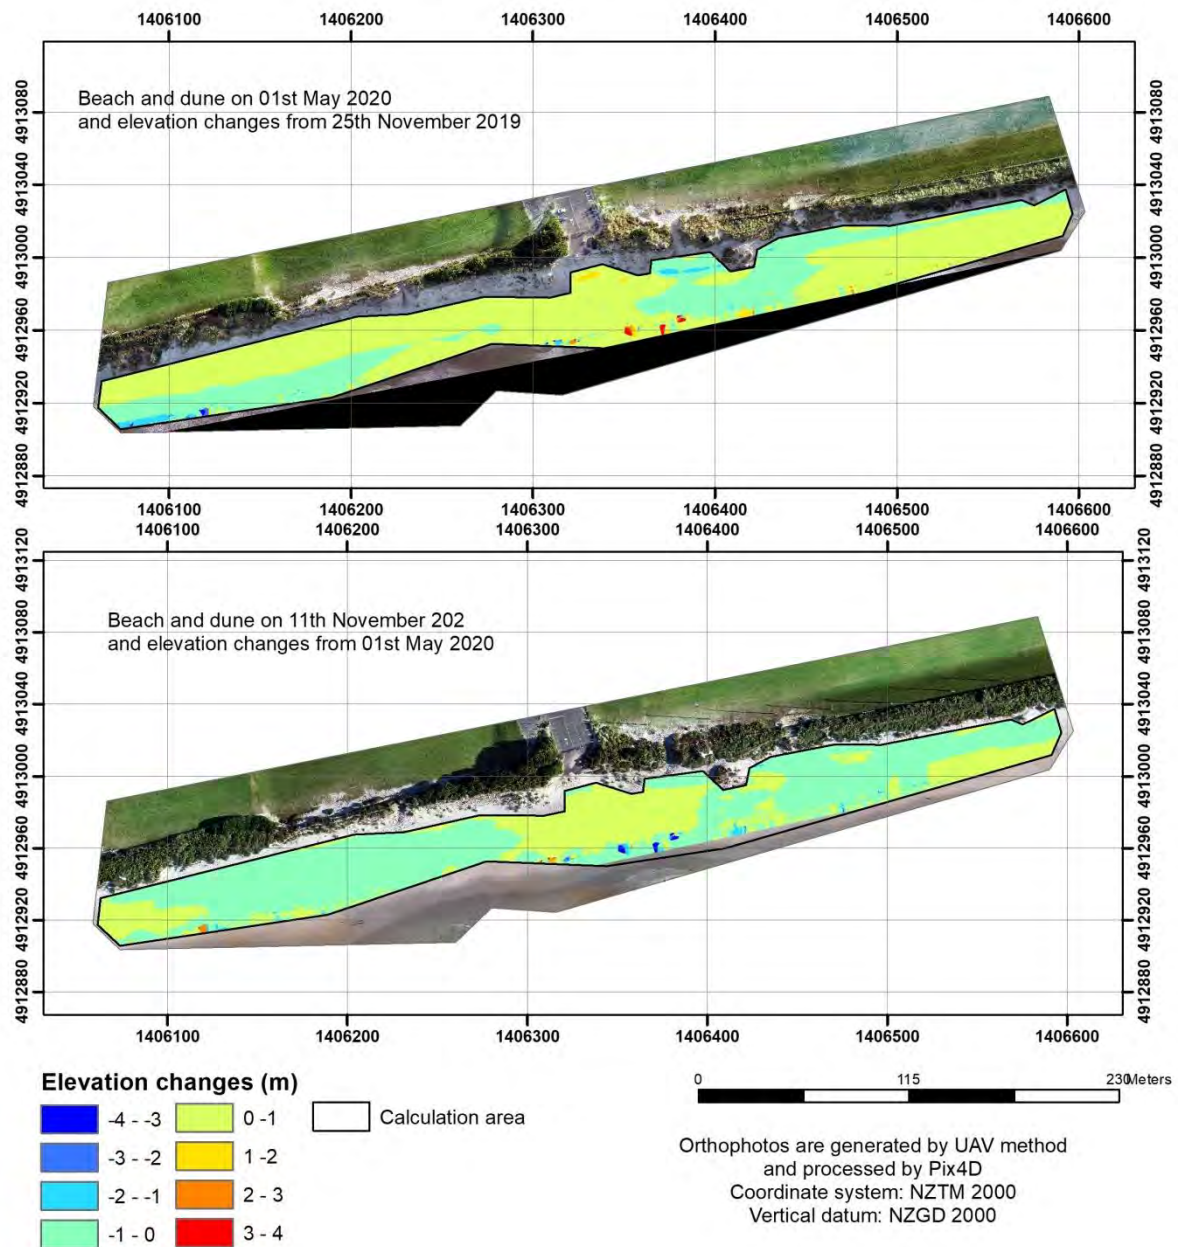 1406100 1406200 1406300 1406400 1406500 1406600
Beach and dune on 01st May 2020
and elevation changes from 25th November 2019
4913080 4913080
4913040 4913040
4913000 4913000
4912960 4912960
4912920 4912920
4912880 4912880
1406100 1406200 1406300 1406400 1406500 1406600
1406100 1406200 1406300 1406400 1406500 1406600
Beach and dune on 11th November 202
and elevation changes from 01st May 2020
4913120 4913120
4913080 4913080
4913040 4913040
4913000 4913000
4912960 4912960
4912920 4912920
4912880 4912880
1406100 1406200 1406300 1406400 1406500 1406600
Elevation changes (m)
-4 - -3 0 -1 Calculation area
-3 - -2 1 -2
-2 - -1 2 - 3
-1 - 0 3 - 4
0 115 230 Meters
Orthophotos are generated by UAV method
and processed by Pix4D
Coordinate system: NZTM 2000
Vertical datum: NZGD 2000